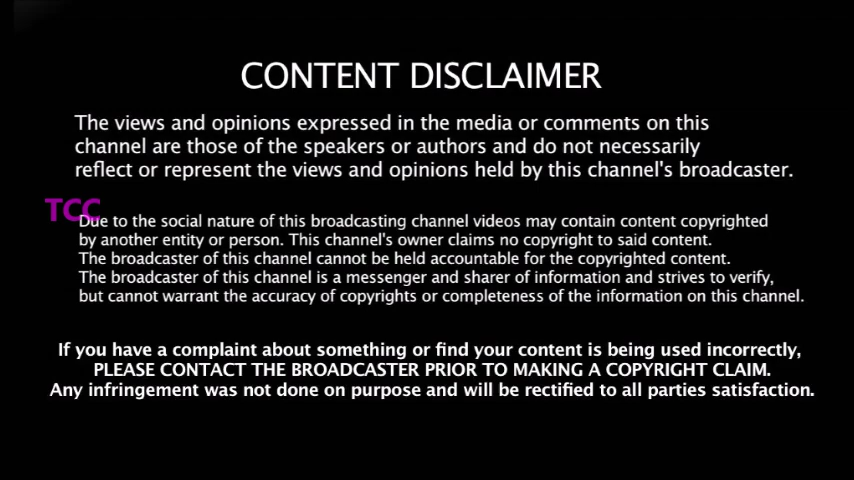 CONTENT DISCLAIMER
The views and opinions expressed in the media or comments on this
channel are those of the speakers or authors and do not necessarily
reflect or represent the views and opinions held by this channel's broadcaster.
TCC
Due to the social nature of this broadcasting channel videos may contain content copyrighted
by another entity or person. This channel's owner claims no copyright to said content.
The broadcaster of this channel cannot be held accountable for the copyrighted content.
The broadcaster of this channel is a messenger and sharer of information and strives to verify,
but cannot warrant the accuracy of copyrights or completeness of the information on this channel.
If you have a complaint about something or find your content is being used incorrectly,
PLEASE CONTACT THE BROADCASTER PRIOR TO MAKING A COPYRIGHT CLAIM.
Any infringement was not done on purpose and will be rectified to all parties satisfaction.